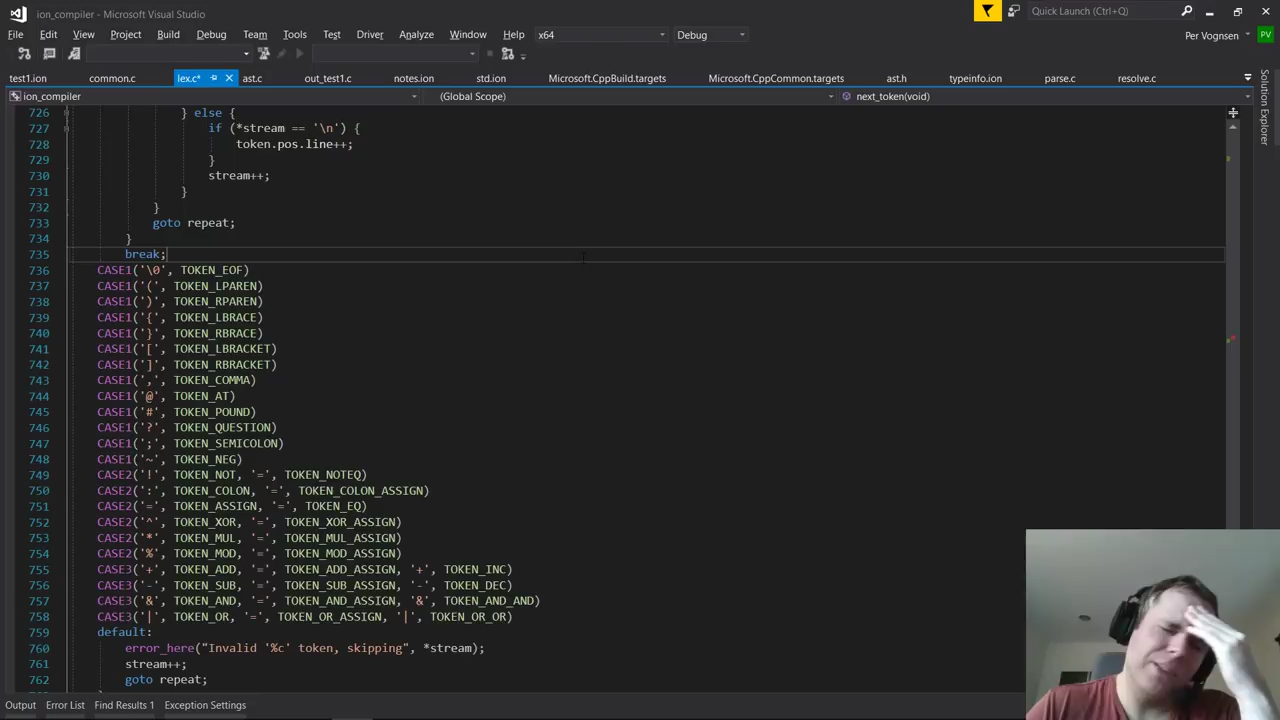 ion_compiler - Microsoft Visual Studio
Quick Launch (Ctrl+Q)
File Edit View Project Build Debug Team Tools Test Driver Analyze Window Help x64 Debug
Per Vognsen PV
test1.ion common.c lex.c* ast.c out_test1.c notes.ion std.ion Microsoft.CppBuild.targets Microsoft.CppCommon.targets ast.h typeinfo.ion parse.c resolve.c
Solution Explorer
ion_compiler (Global Scope) next_token(void)
726 } else {
727 if (*stream == '\n') {
728 token.pos.line++;
729 }
730 stream++;
731 }
732 }
733 goto repeat;
734 }
735 break;
736 CASE1('\0', TOKEN_EOF)
737 CASE1('(', TOKEN_LPAREN)
738 CASE1(')', TOKEN_RPAREN)
739 CASE1('{', TOKEN_LBRACE)
740 CASE1('}', TOKEN_RBRACE)
741 CASE1('[', TOKEN_LBRACKET)
742 CASE1(']', TOKEN_RBRACKET)
743 CASE1(',', TOKEN_COMMA)
744 CASE1('@', TOKEN_AT)
745 CASE1('#', TOKEN_POUND)
746 CASE1('?', TOKEN_QUESTION)
747 CASE1(';', TOKEN_SEMICOLON)
748 CASE1('~', TOKEN_NEG)
749 CASE2('!', TOKEN_NOT, '=', TOKEN_NOTEQ)
750 CASE2(':', TOKEN_COLON, '=', TOKEN_COLON_ASSIGN)
751 CASE2('=', TOKEN_ASSIGN, '=', TOKEN_EQ)
752 CASE2('^', TOKEN_XOR, '=', TOKEN_XOR_ASSIGN)
753 CASE2('*', TOKEN_MUL, '=', TOKEN_MUL_ASSIGN)
754 CASE2('%', TOKEN_MOD, '=', TOKEN_MOD_ASSIGN)
755 CASE3('+', TOKEN_ADD, '=', TOKEN_ADD_ASSIGN, '+', TOKEN_INC)
756 CASE3('-', TOKEN_SUB, '=', TOKEN_SUB_ASSIGN, '-', TOKEN_DEC)
757 CASE3('&', TOKEN_AND, '=', TOKEN_AND_ASSIGN, '&', TOKEN_AND_AND)
758 CASE3('|', TOKEN_OR, '=', TOKEN_OR_ASSIGN, '|', TOKEN_OR_OR)
759 default:
760 error_here("Invalid '%c' token, skipping", *stream);
761 stream++;
762 goto repeat;
Output Error List Find Results 1 Exception Settings